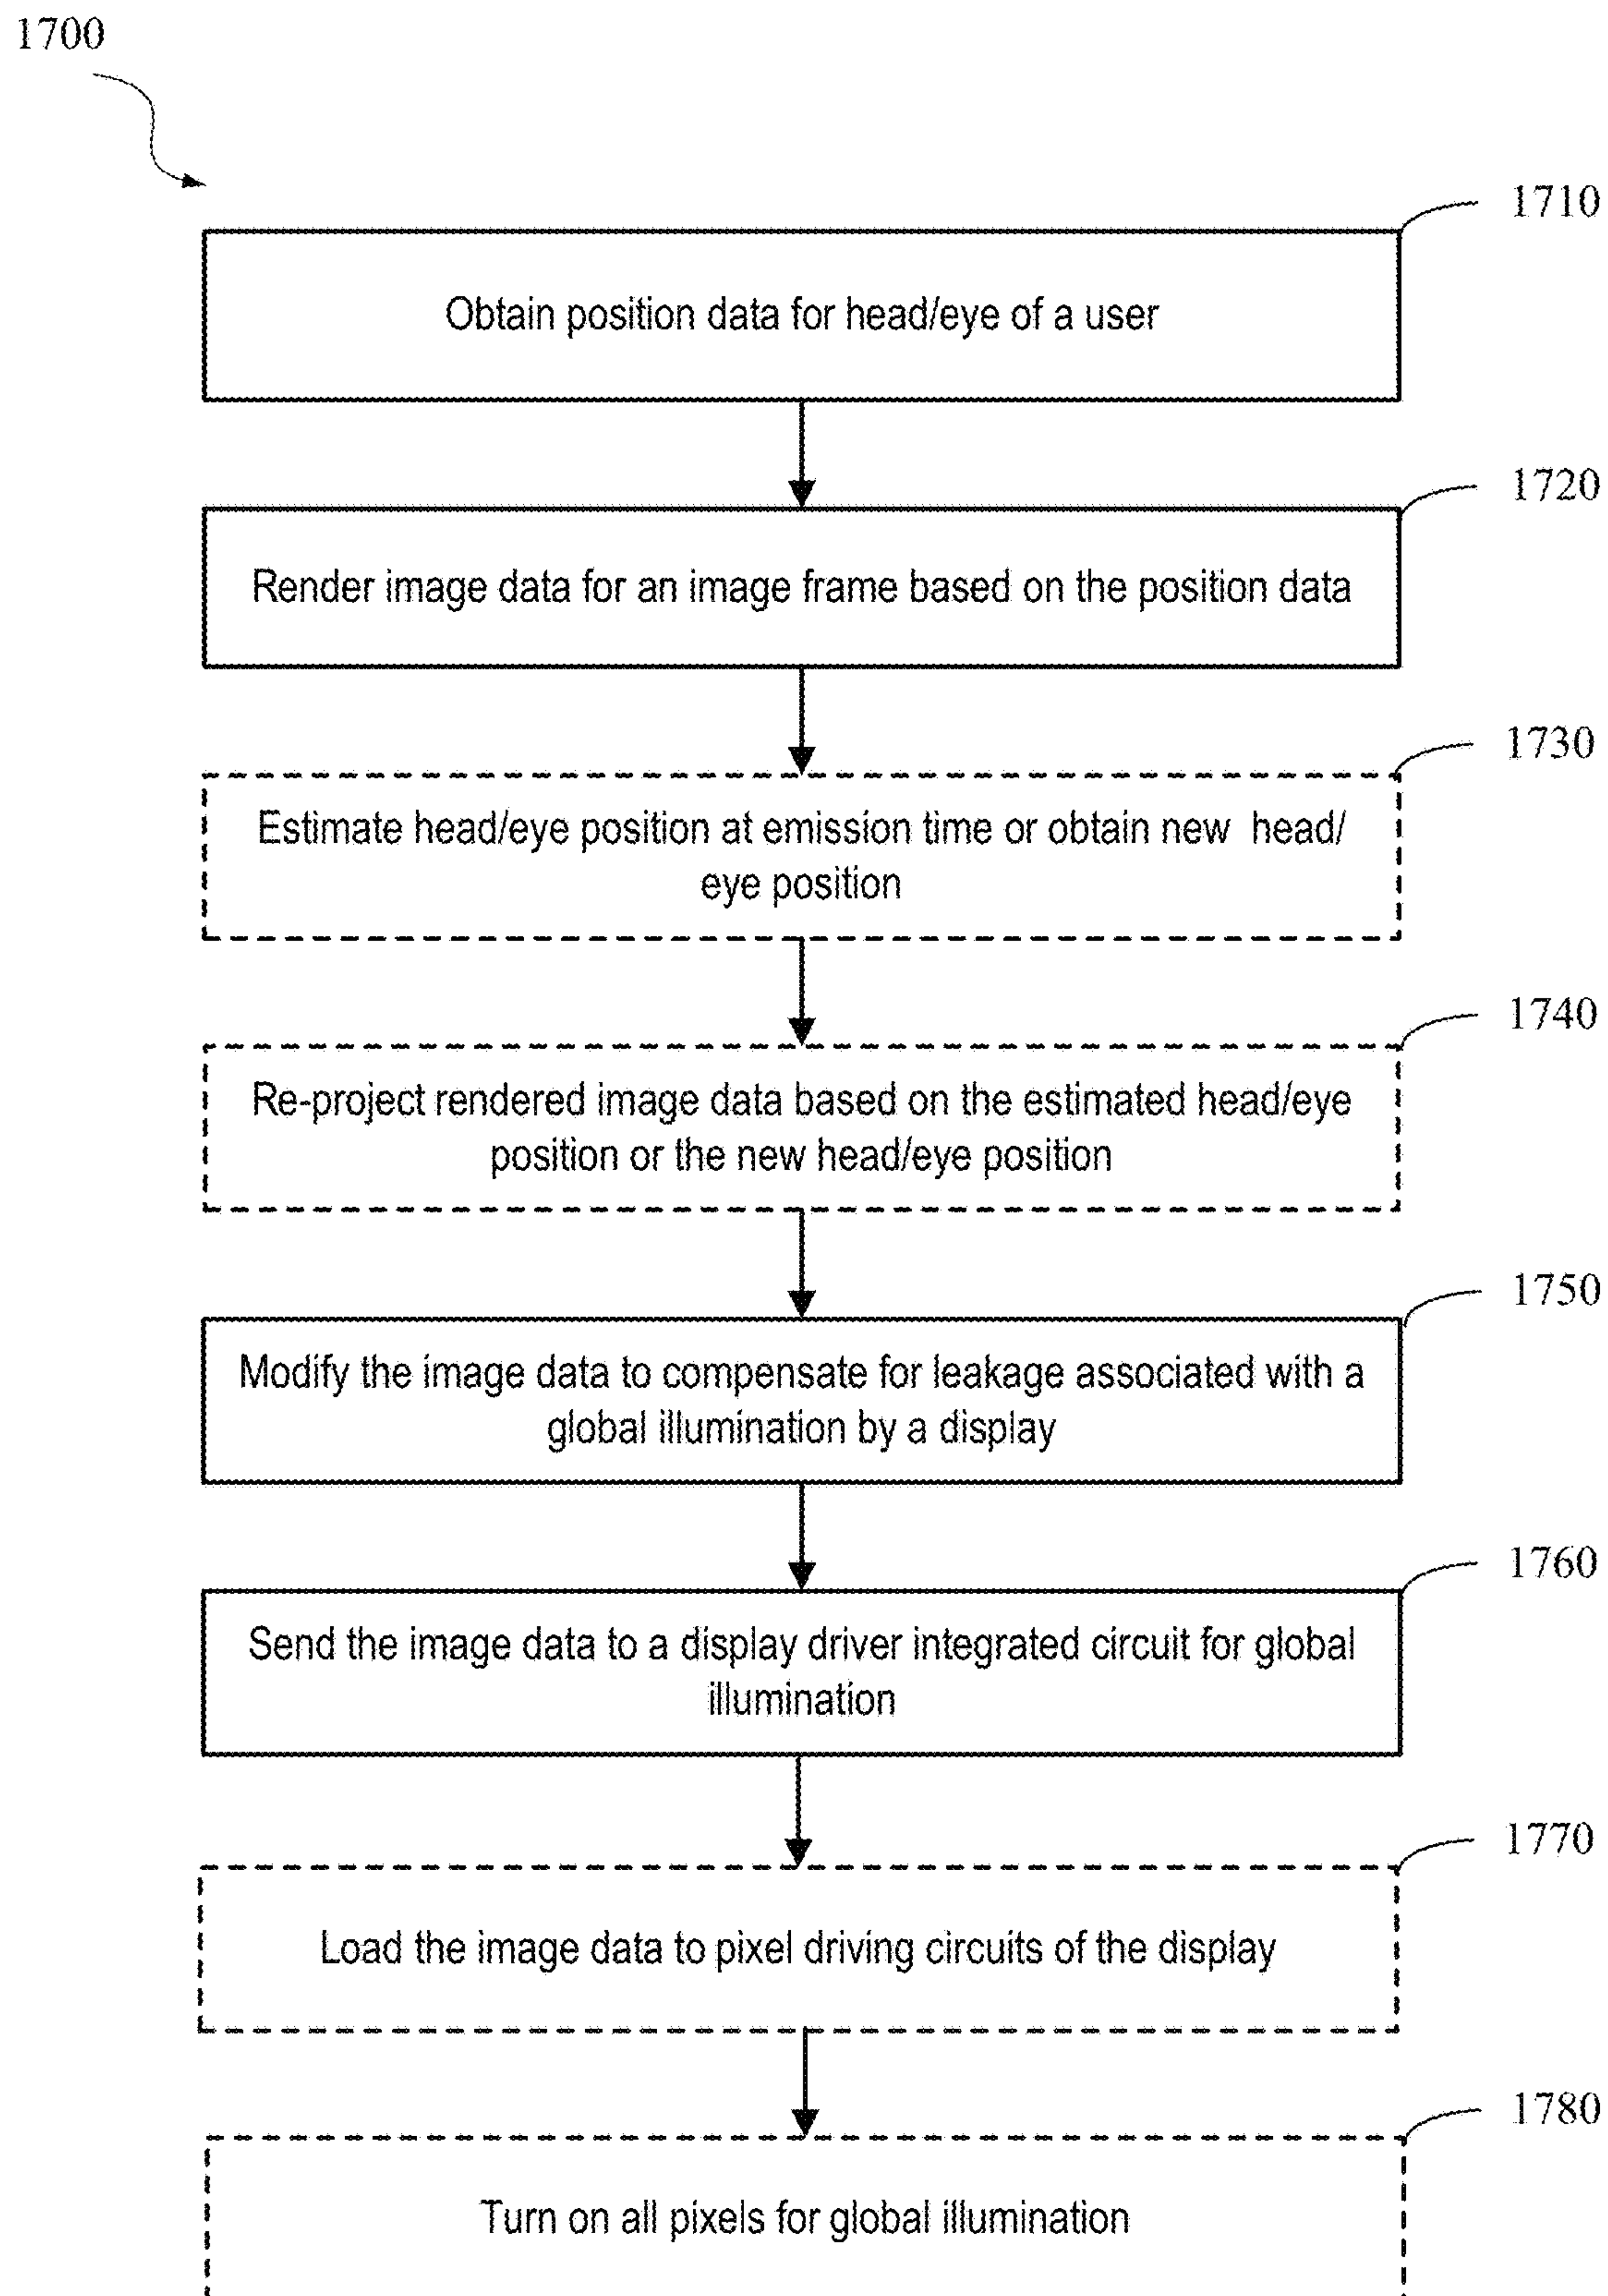 1700
1710
Obtain position data for head/eye of a user
1720
Render image data for an image frame based on the position data
1730
Estimate head/eye position at emission time or obtain new head/
eye position
1740
Re-project rendered image data based on the estimated head/eye
position or the new head/eye position
1750
Modify the image data to compensate for leakage associated with a
global illumination by a display
1760
Send the image data to a display driver integrated circuit for global
illumination
1770
Load the image data to pixel driving circuits of the display
1780
Turn on all pixels for global illumination